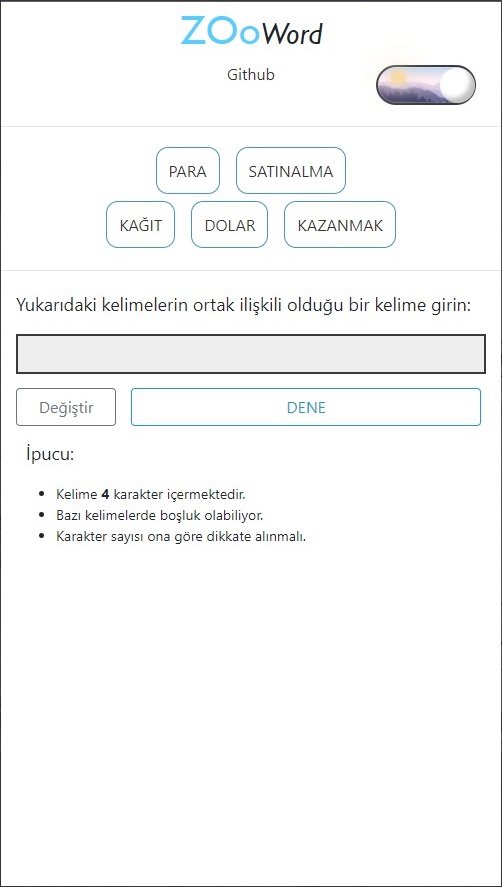 ZOoWord
Github
PARA SATINALMA
KAĞIT DOLAR KAZANMAK
Yukarıdaki kelimelerin ortak ilişkili olduğu bir kelime girin:
Değiştir DENE
İpucu:
Kelime 4 karakter içermektedir.
Bazı kelimelerde boşluk olabiliyor.
Karakter sayısı ona göre dikkate alınmalı.